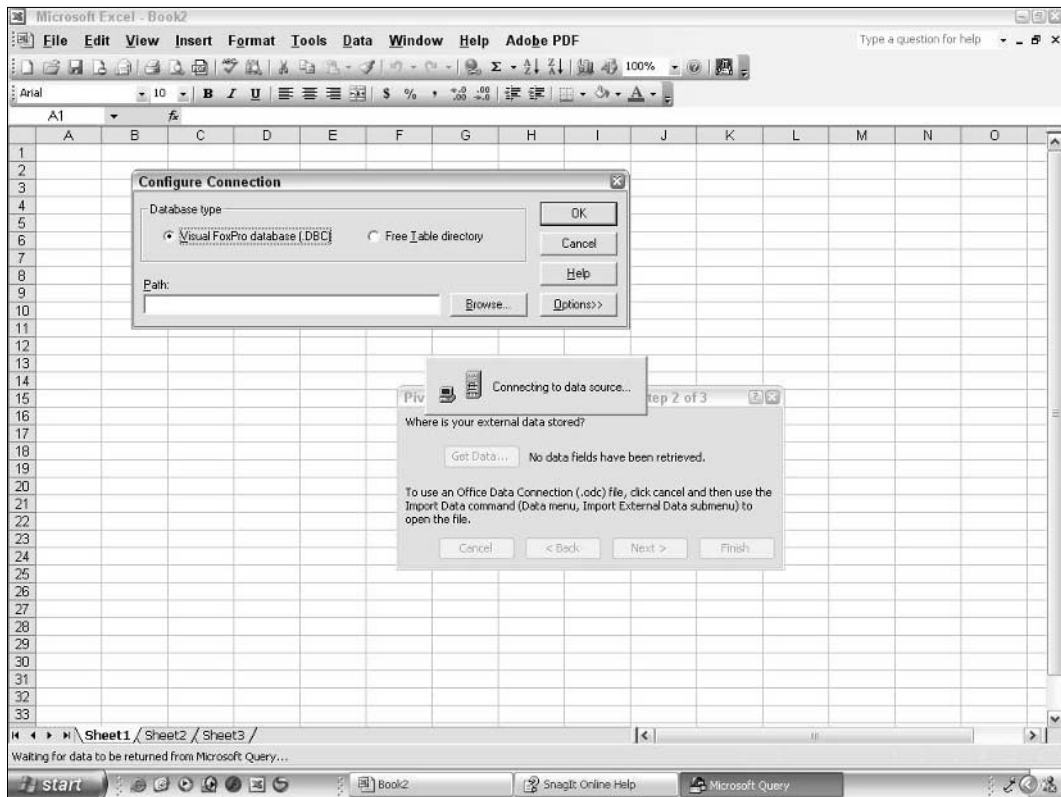 Microsoft Excel - Book2
File Edit View Insert Format Tools Data Window Help Adobe PDF Type a question for help
100%
Arial 10 B I U $ % , A
A1 fx
A B C D E F G H I J K L M N O
1
2
3
4
5
6
7
8
9
10
11
12
13
14
15
16
17
18
19
20
21
22
23
24
25
26
27
28
29
30
31
32
33
Configure Connection
Database type
Visual FoxPro database (.DBC)
Free Table directory
Path:
Browse...
OK
Cancel
Help
Options>>
Connecting to data source...
Piv tep 2 of 3
Where is your external data stored?
Get Data... No data fields have been retrieved.
To use an Office Data Connection (.odc) file, click cancel and then use the
Import Data command (Data menu, Import External Data submenu) to
open the file.
Cancel < Back Next > Finish
Sheet1 / Sheet2 / Sheet3 /
Waiting for data to be returned from Microsoft Query...
start Book2 SnagIt Online Help Microsoft Query